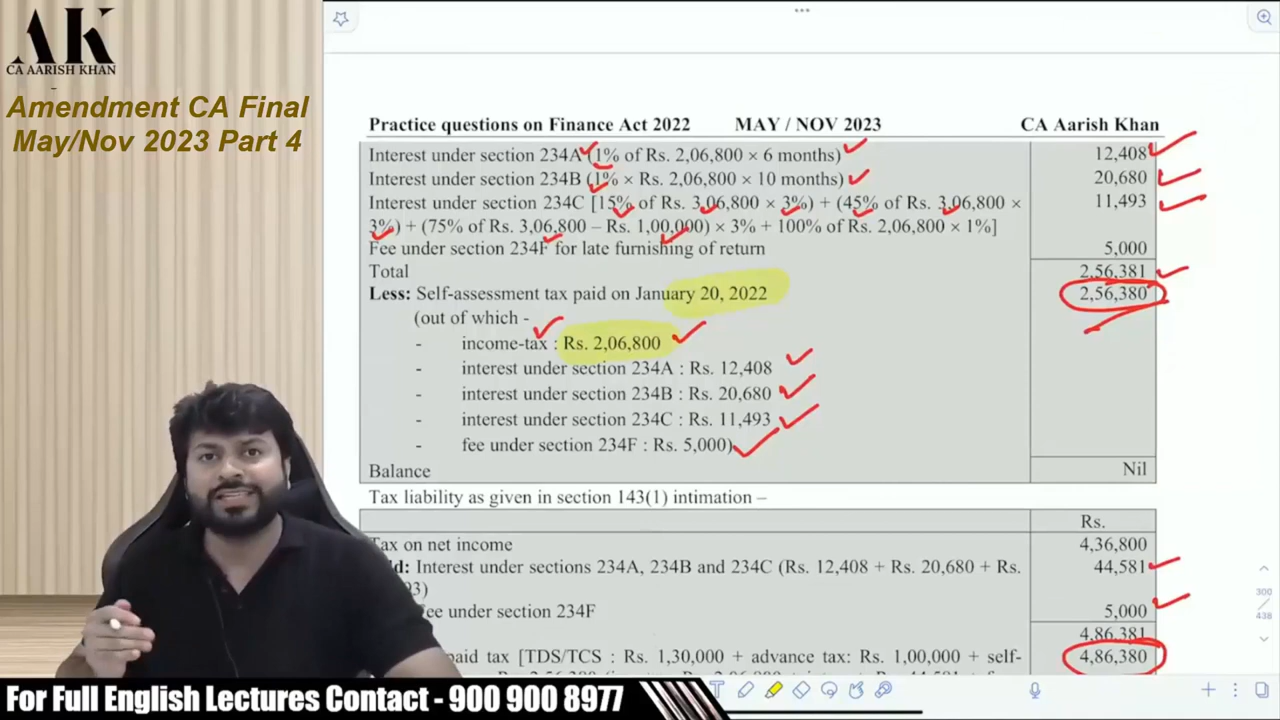 AK
CA AARISH KHAN
Amendment CA Final
May/Nov 2023 Part 4
Practice questions on Finance Act 2022 MAY / NOV 2023 CA Aarish Khan
Interest under section 234A (1% of Rs. 2,06,800 × 6 months) 12,408
Interest under section 234B (1% × Rs. 2,06,800 × 10 months) 20,680
Interest under section 234C [15% of Rs. 3,06,800 × 3%) + (45% of Rs. 3,06,800 × 11,493
3%) + (75% of Rs. 3,06,800 – Rs. 1,00,000) × 3% + 100% of Rs. 2,06,800 × 1%]
Fee under section 234F for late furnishing of return 5,000
Total 2,56,381
Less: Self-assessment tax paid on January 20, 2022 2,56,380
(out of which -
- income-tax : Rs. 2,06,800
- interest under section 234A : Rs. 12,408
- interest under section 234B : Rs. 20,680
- interest under section 234C : Rs. 11,493
- fee under section 234F : Rs. 5,000)
Balance Nil
Tax liability as given in section 143(1) intimation –
Rs.
Tax on net income 4,36,800
Interest under sections 234A, 234B and 234C (Rs. 12,408 + Rs. 20,680 + Rs. 44,581
93)
Fee under section 234F 5,000
4,86,381
paid tax [TDS/TCS : Rs. 1,30,000 + advance tax: Rs. 1,00,000 + self- 4,86,380
300
438
For Full English Lectures Contact - 900 900 8977